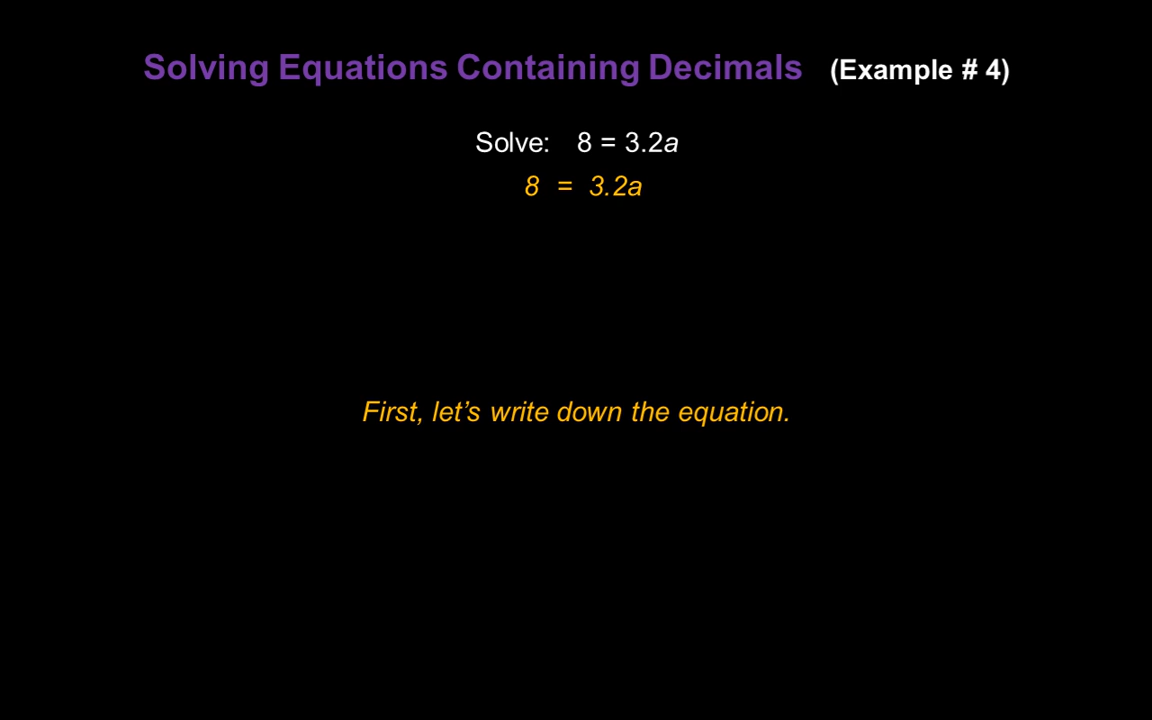 Solving Equations Containing Decimals (Example # 4)
Solve: 8 = 3.2a
8 = 3.2a
First, let’s write down the equation.